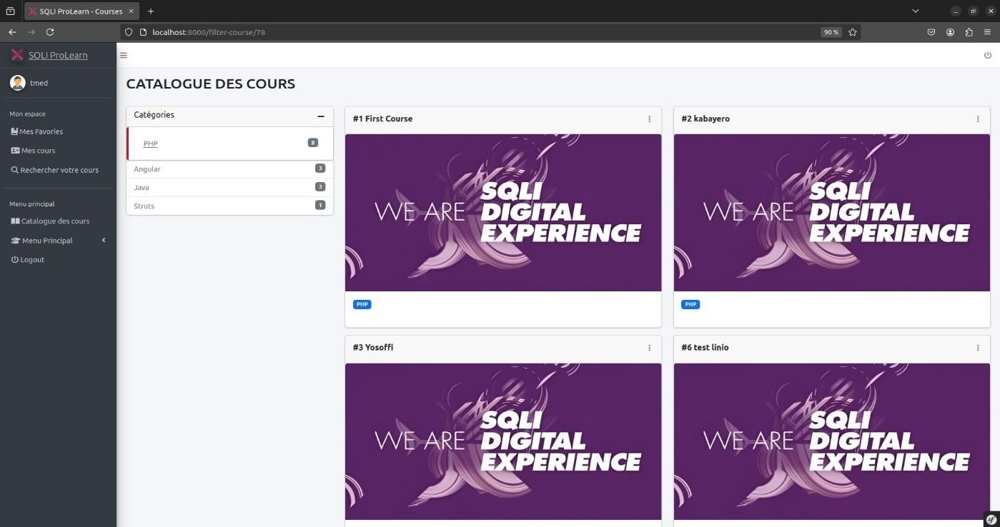 SQLI ProLearn - Courses
localhost:8000/filter-course/78
90 %
SQLI ProLearn
tmed
Mon espace
Mes Favories
Mes cours
Rechercher votre cours
Menu principal
Catalogue des cours
Menu Principal
Logout
CATALOGUE DES COURS
Catégories
PHP 8
Angular 3
Java 3
Struts 1
#1 First Course
WE ARE SQLI
DIGITAL
EXPERIENCE
PHP
#2 kabayero
WE ARE SQLI
DIGITAL
EXPERIENCE
PHP
#3 Yosoffi
WE ARE SQLI
DIGITAL
EXPERIENCE
#6 test linio
WE ARE SQLI
DIGITAL
EXPERIENCE